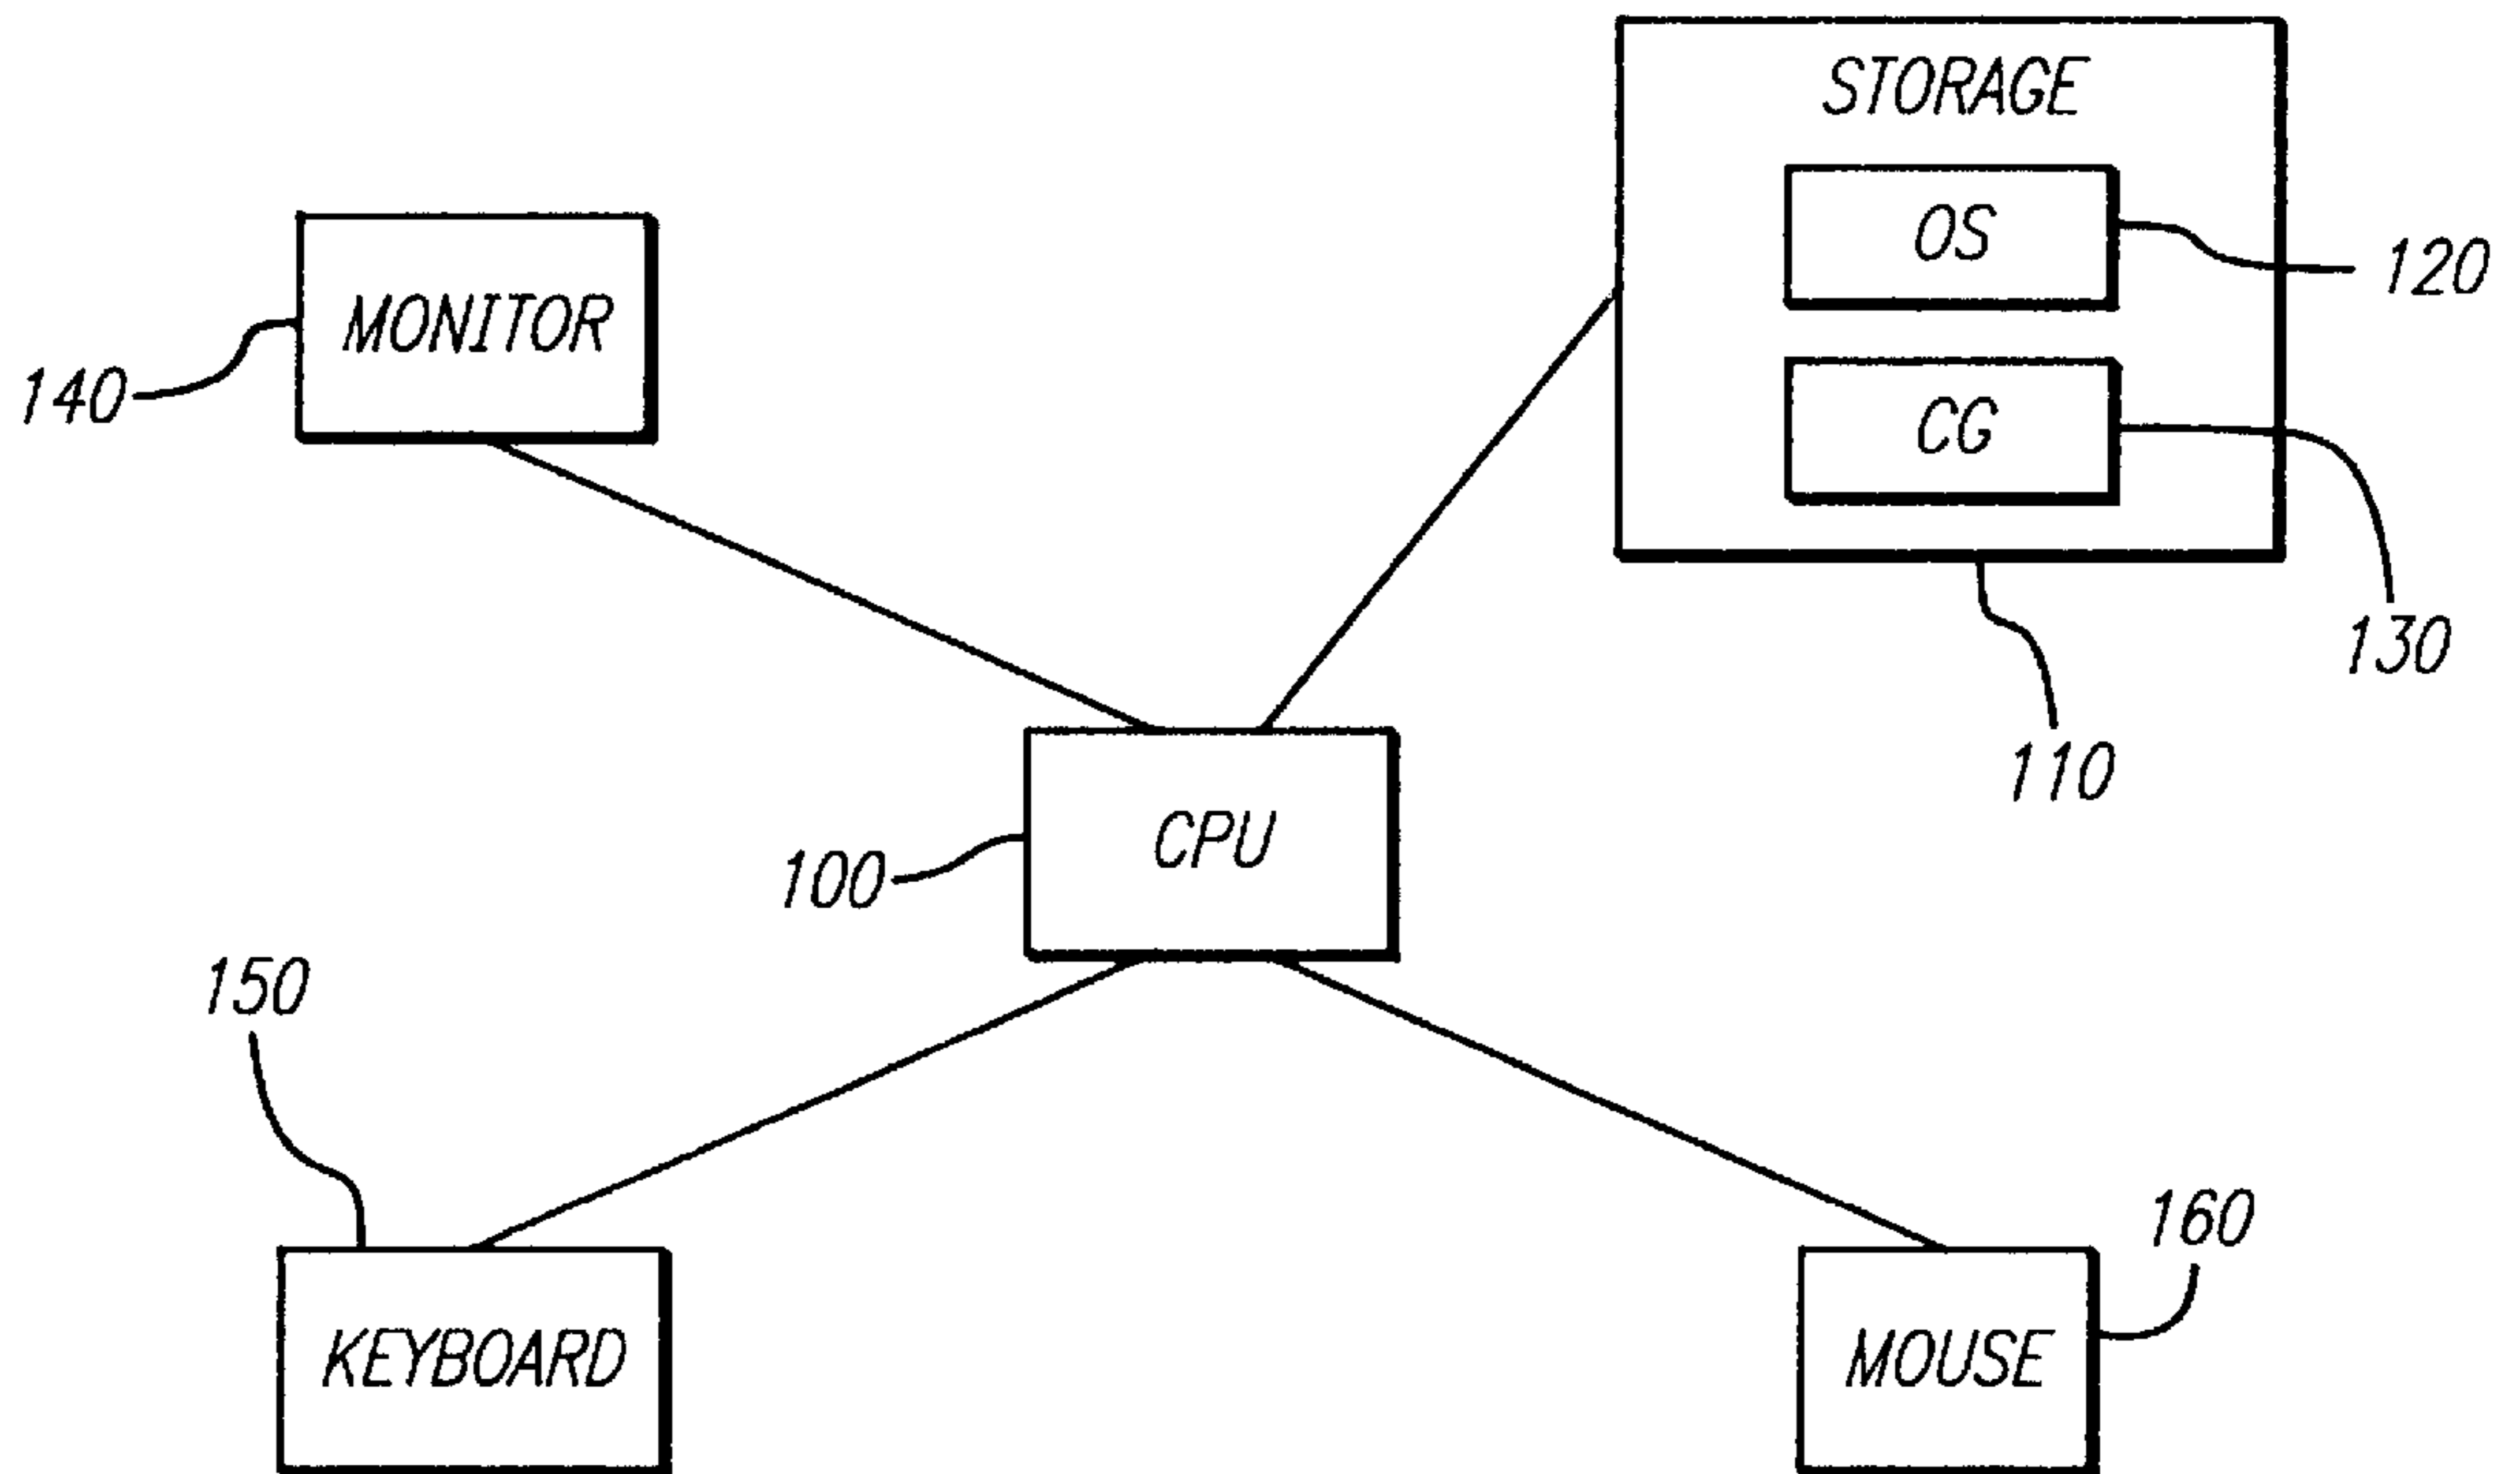 STORAGE
OS
120
MONITOR
140
CG
130
110
CPU
100
150
160
KEYBOARD
MOUSE